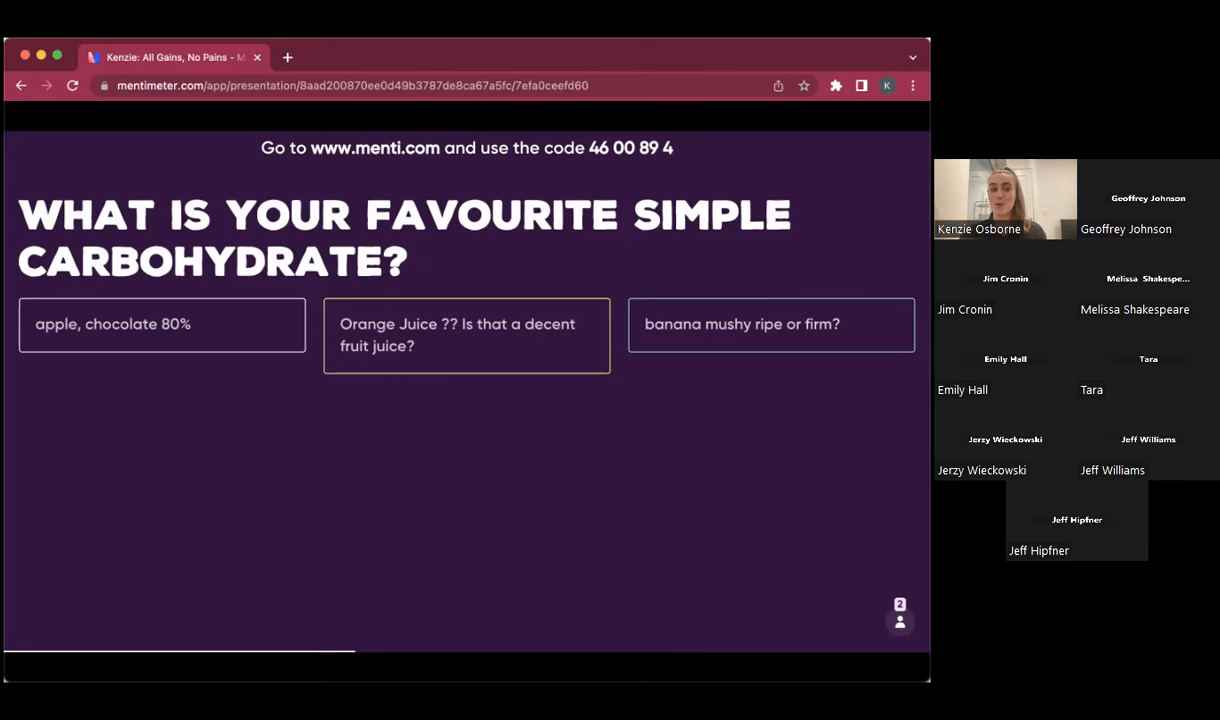 Kenzie: All Gains, No Pains - M
mentimeter.com/app/presentation/8aad200870ee0d49b3787de8ca67a5fc/7efa0ceefd60
K
Go to www.menti.com and use the code 46 00 89 4
WHAT IS YOUR FAVOURITE SIMPLE
CARBOHYDRATE?
apple, chocolate 80%
Orange Juice ?? Is that a decent
fruit juice?
banana mushy ripe or firm?
2
Kenzie Osborne
Geoffrey Johnson
Geoffrey Johnson
Jim Cronin
Jim Cronin
Melissa Shakespe...
Melissa Shakespeare
Emily Hall
Emily Hall
Tara
Tara
Jerzy Wieckowski
Jerzy Wieckowski
Jeff Williams
Jeff Williams
Jeff Hipfner
Jeff Hipfner